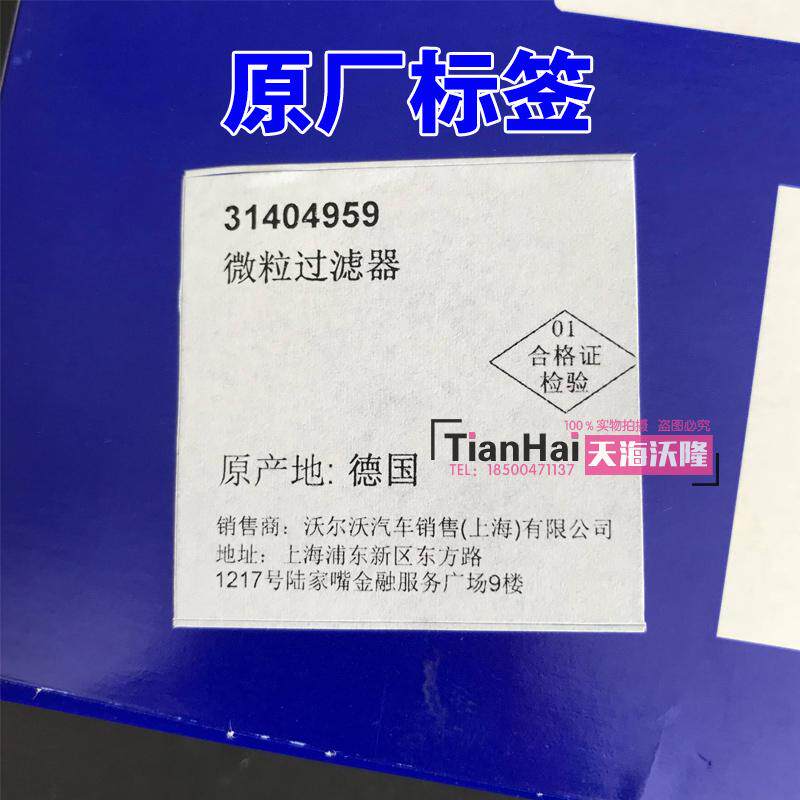 原厂标签
31404959
微粒过滤器
01
合格证
检验
100％实物拍摄 盗图必究
TianHai
天海沃隆
TEL：18500471137
原产地: 德国
销售商：沃尔沃汽车销售(上海)有限公司
地址：上海浦东新区东方路
1217号陆家嘴金融服务广场9楼